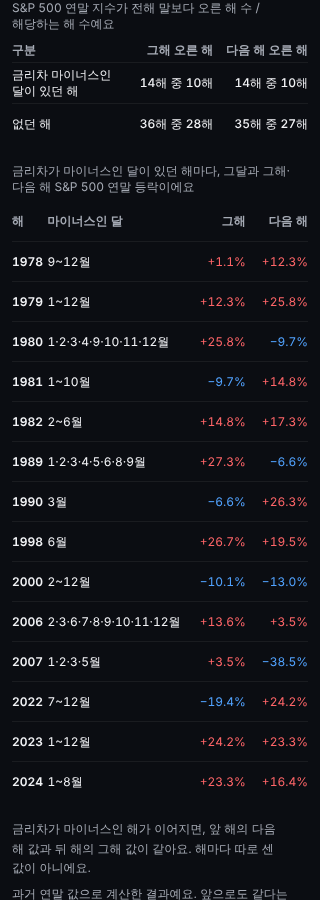 S&P 500 연말 지수가 전해 말보다 오른 해 수 /
해당하는 해 수예요
구분 그해 오른 해 다음 해 오른 해
금리차 마이너스인
달이 있던 해 14해 중 10해 14해 중 10해
없던 해 36해 중 28해 35해 중 27해
금리차가 마이너스인 달이 있던 해마다, 그달과 그해·
다음 해 S&P 500 연말 등락이에요
해 마이너스인 달 그해 다음 해
1978 9~12월 +1.1% +12.3%
1979 1~12월 +12.3% +25.8%
1980 1·2·3·4·9·10·11·12월 +25.8% −9.7%
1981 1~10월 −9.7% +14.8%
1982 2~6월 +14.8% +17.3%
1989 1·2·3·4·5·6·8·9월 +27.3% −6.6%
1990 3월 −6.6% +26.3%
1998 6월 +26.7% +19.5%
2000 2~12월 −10.1% −13.0%
2006 2·3·6·7·8·9·10·11·12월 +13.6% +3.5%
2007 1·2·3·5월 +3.5% −38.5%
2022 7~12월 −19.4% +24.2%
2023 1~12월 +24.2% +23.3%
2024 1~8월 +23.3% +16.4%
금리차가 마이너스인 해가 이어지면, 앞 해의 다음
해 값과 뒤 해의 그해 값이 같아요. 해마다 따로 센
값이 아니에요.
과거 연말 값으로 계산한 결과예요. 앞으로도 같다는